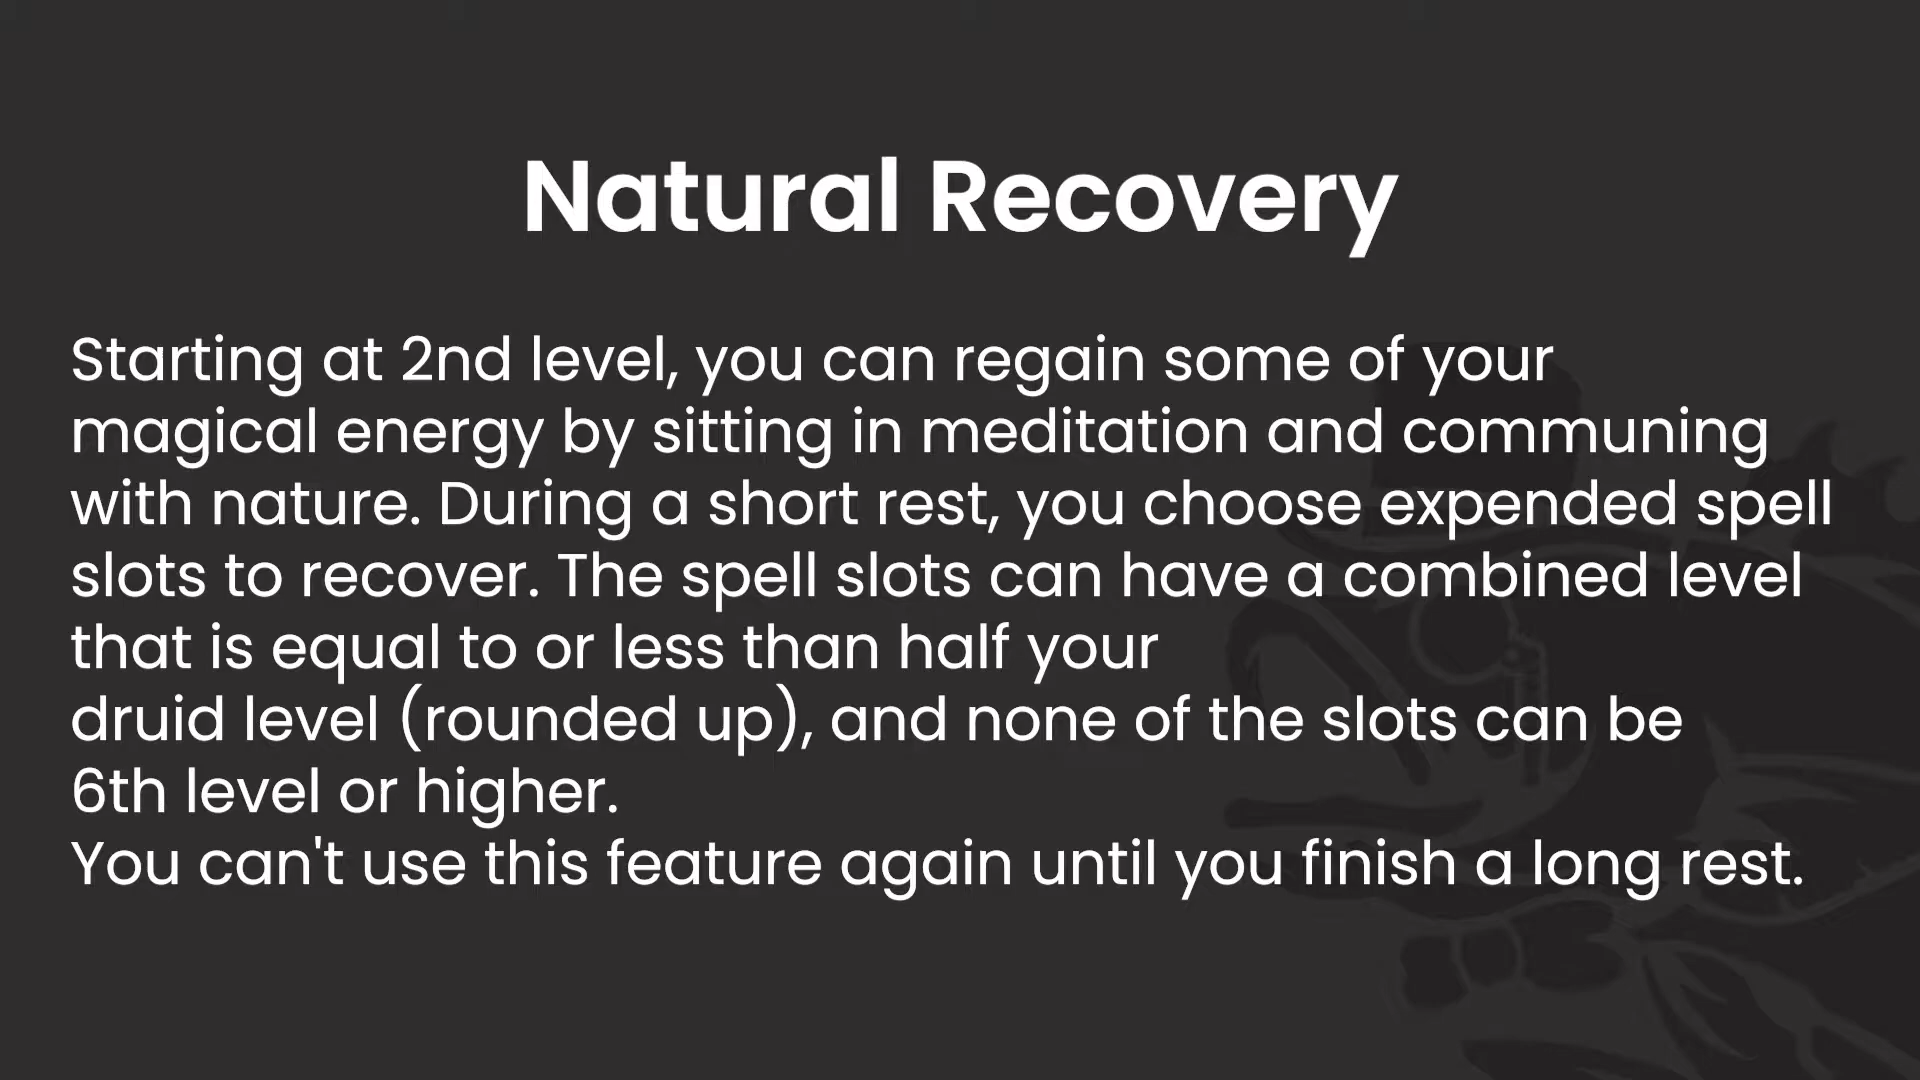 Natural Recovery
Starting at 2nd level, you can regain some of your
magical energy by sitting in meditation and communing
with nature. During a short rest, you choose expended spell
slots to recover. The spell slots can have a combined level
that is equal to or less than half your
druid level (rounded up), and none of the slots can be
6th level or higher.
You can't use this feature again until you finish a long rest.